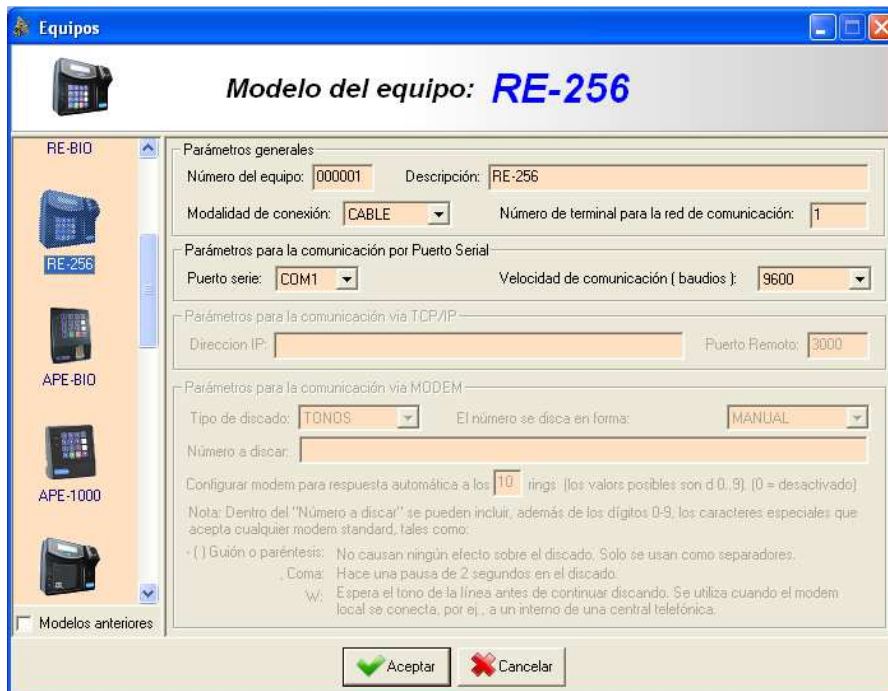 Equipos
Modelo del equipo: RE-256
RE-BIO
RE-256
APE-BIO
APE-1000
Modelos anteriores
Parámetros generales
Número del equipo: 000001 Descripción: RE-256
Modalidad de conexión: CABLE Número de terminal para la red de comunicación: 1
Parámetros para la comunicación por Puerto Serial
Puerto serie: COM1 Velocidad de comunicación ( baudios ): 9600
Parámetros para la comunicación via TCP/IP
Direccion IP: Puerto Remoto: 3000
Parámetros para la comunicación via MODEM
Tipo de discado: TONOS El número se disca en forma: MANUAL
Número a discar:
Configurar modem para respuesta automática a los 10 rings (los valors posibles son d 0..9). (0 = desactivado)
Nota: Dentro del "Número a discar" se pueden incluir, además de los dígitos 0-9, los caracteres especiales que
acepta cualquier modem standard, tales como:
- ( ) Guión o paréntesis: No causan ningún efecto sobre el discado. Solo se usan como separadores.
, Coma: Hace una pausa de 2 segundos en el discado.
W: Espera el tono de la línea antes de continuar discando. Se utiliza cuando el modem
local se conecta, por ej., a un interno de una central telefónica.
Aceptar Cancelar